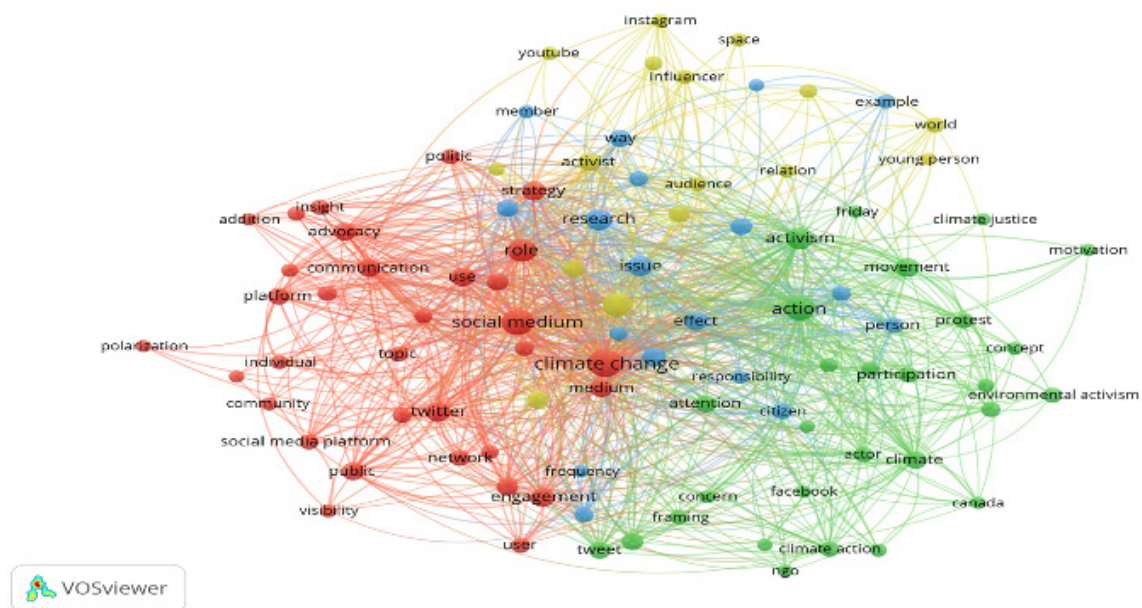 instagram
space
youtube
influencer
member
example
way
world
politic
activist
relation
young person
strategy
audience
insight
addition
research
friday
climate justice
advocacy
activism
role
motivation
communication
use
issue
movement
platform
action
social medium
effect
person
protest
polarization
topic
concept
individual
climate change
responsibility
participation
medium
environmental activism
community
attention
citizen
twitter
social media platform
network
actor
climate
public
frequency
engagement
concern
facebook
canada
visibility
framing
user
tweet
climate action
ngo
VOSviewer